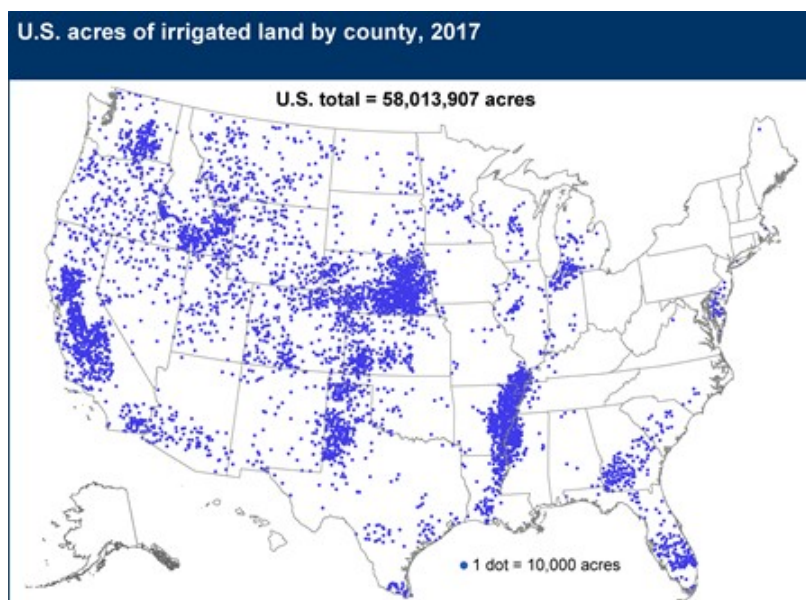 U.S. acres of irrigated land by county, 2017
U.S. total = 58,013,907 acres
1 dot = 10,000 acres